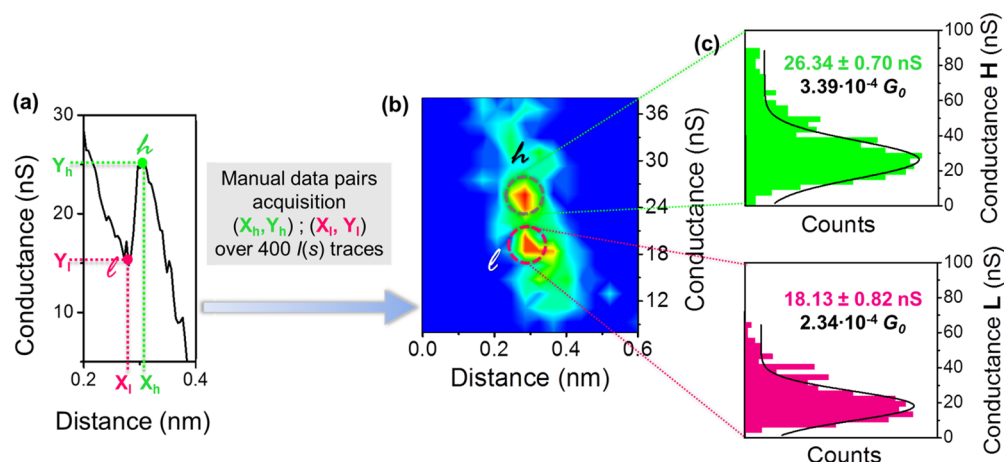 (a)
30
25
20
15
10
Conductance (nS)
Y_h
h
Y_l
l
0.2
0.4
X_l X_h
Distance (nm)
Manual data pairs
acquisition
(X_h,Y_h) ; (X_l, Y_l)
over 400 I(s) traces
(b)
h
l
36
30
24
18
12
Conductance (nS)
0.0 0.2 0.4 0.6
Distance (nm)
(c)
26.34 ± 0.70 nS
3.39·10⁻⁴ G₀
100
80
60
40
20
0
Conductance H (nS)
Counts
18.13 ± 0.82 nS
2.34·10⁻⁴ G₀
100
80
60
40
20
0
Conductance L (nS)
Counts